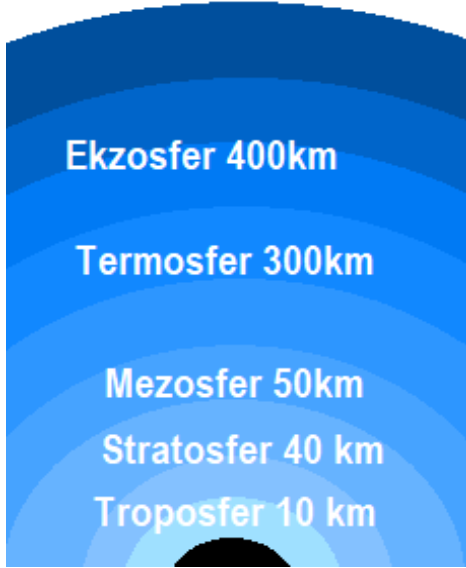 Ekzosfer 400km
Termosfer 300km
Mezosfer 50km
Stratosfer 40 km
Troposfer 10 km